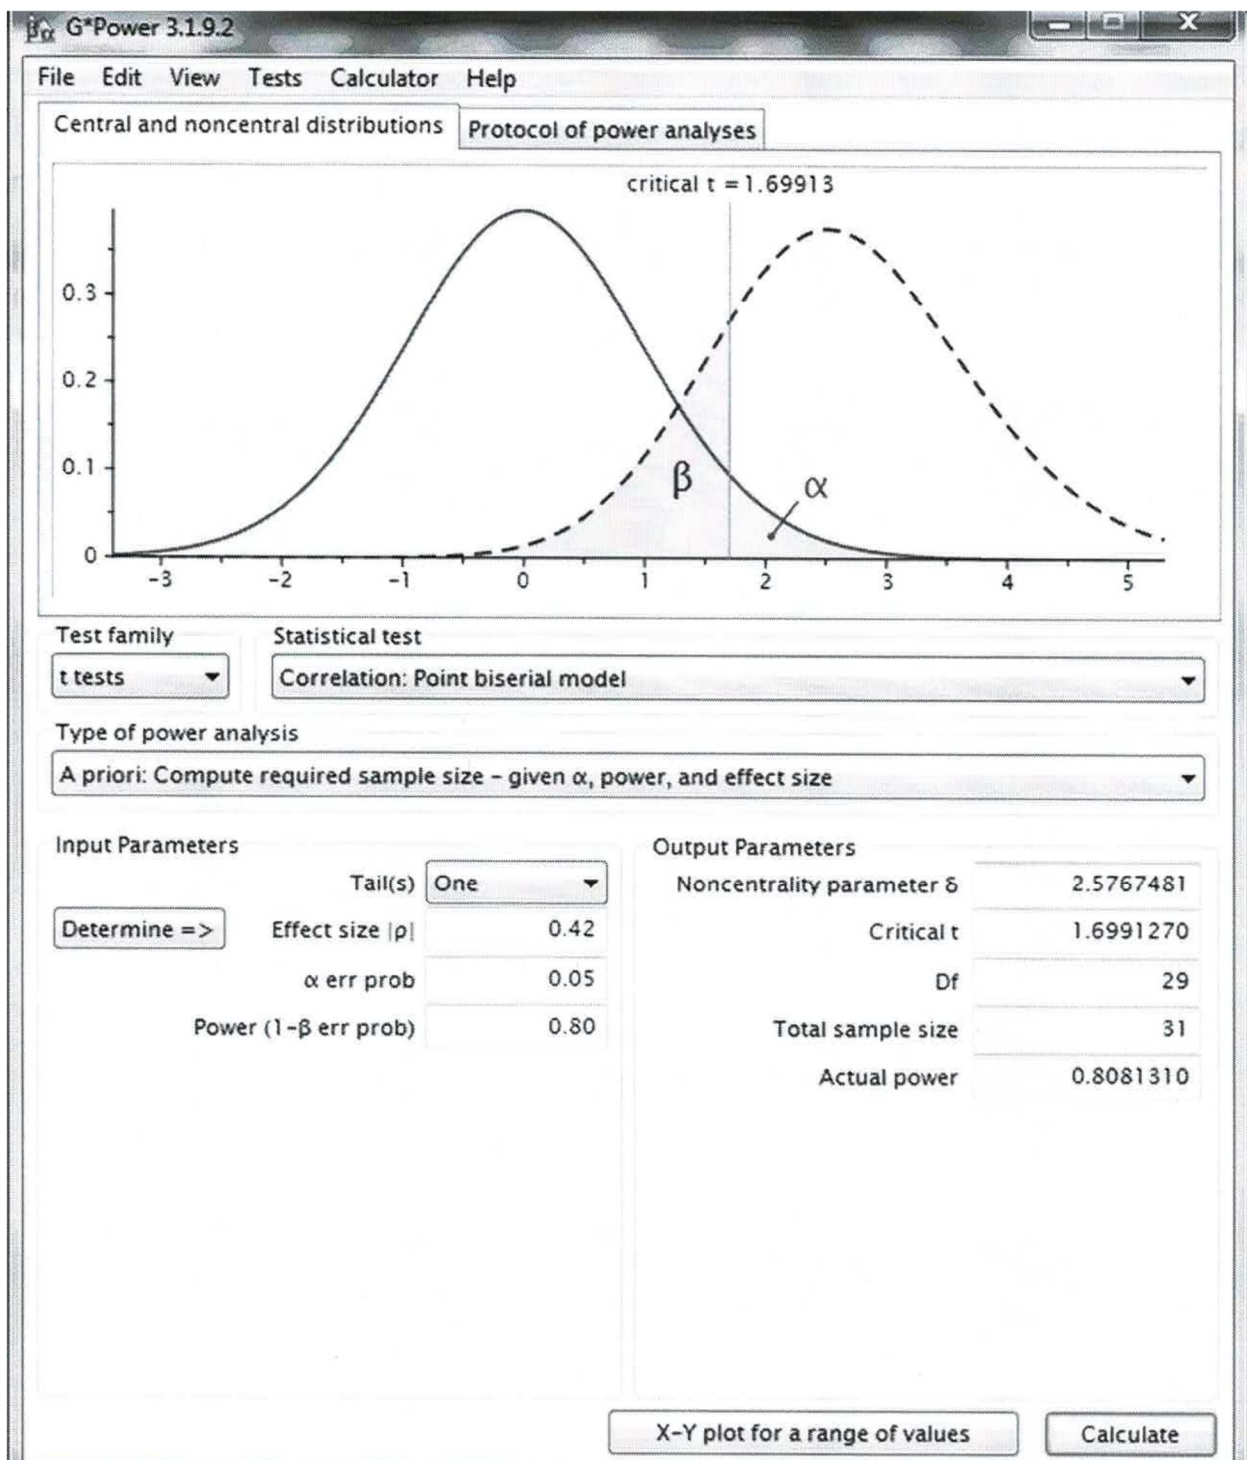 G*Power 3.1.9.2
File Edit View Tests Calculator Help
Central and noncentral distributions Protocol of power analyses
critical t = 1.69913
0.3
0.2
0.1
0
β
α
-3 -2 -1 0 1 2 3 4 5
Test family Statistical test
t tests Correlation: Point biserial model
Type of power analysis
A priori: Compute required sample size - given α, power, and effect size
Input Parameters
Tail(s) One
Determine => Effect size |ρ| 0.42
α err prob 0.05
Power (1-β err prob) 0.80
Output Parameters
Noncentrality parameter δ 2.5767481
Critical t 1.6991270
Df 29
Total sample size 31
Actual power 0.8081310
X-Y plot for a range of values Calculate